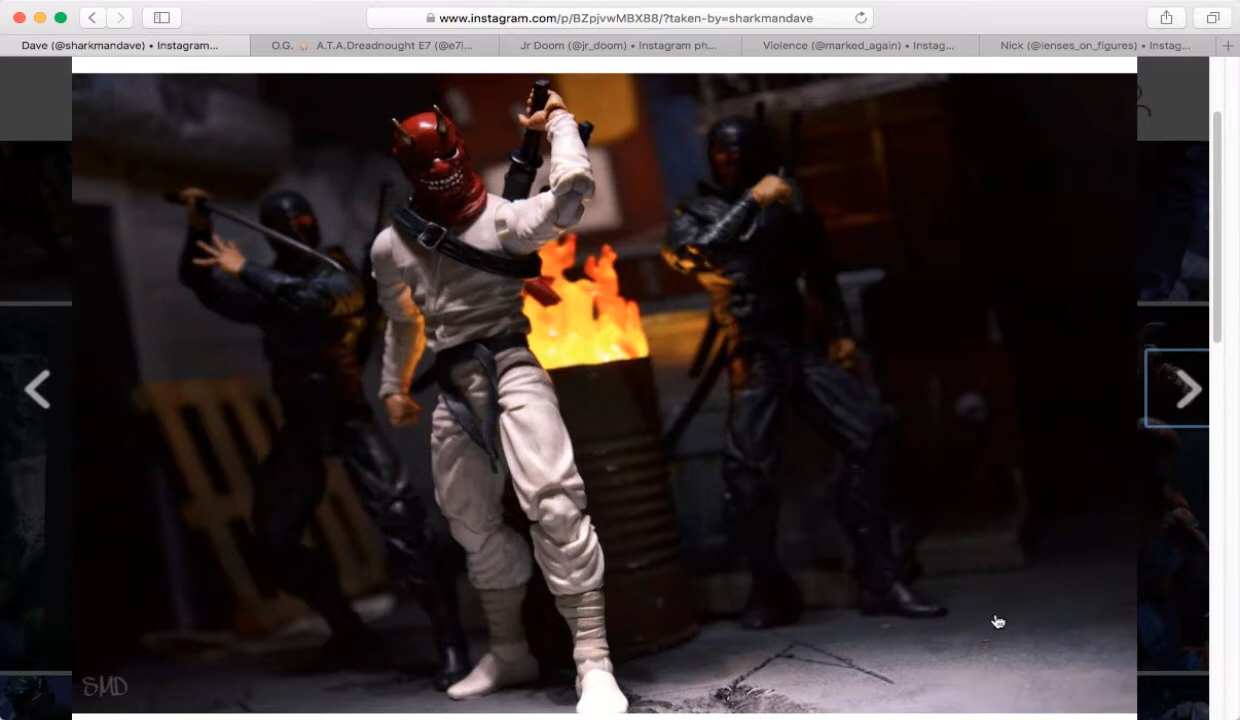 www.instagram.com/p/BZpjvwMBX88/?taken-by=sharkmandave
Dave (@sharkmandave) • Instagram...
O.G. A.T.A.Dreadnought E7 (@e7i...
Jr Doom (@jr_doom) • Instagram ph...
Violence (@marked_again) • Instag...
Nick (@lenses_on_figures) • Instag...
SMD